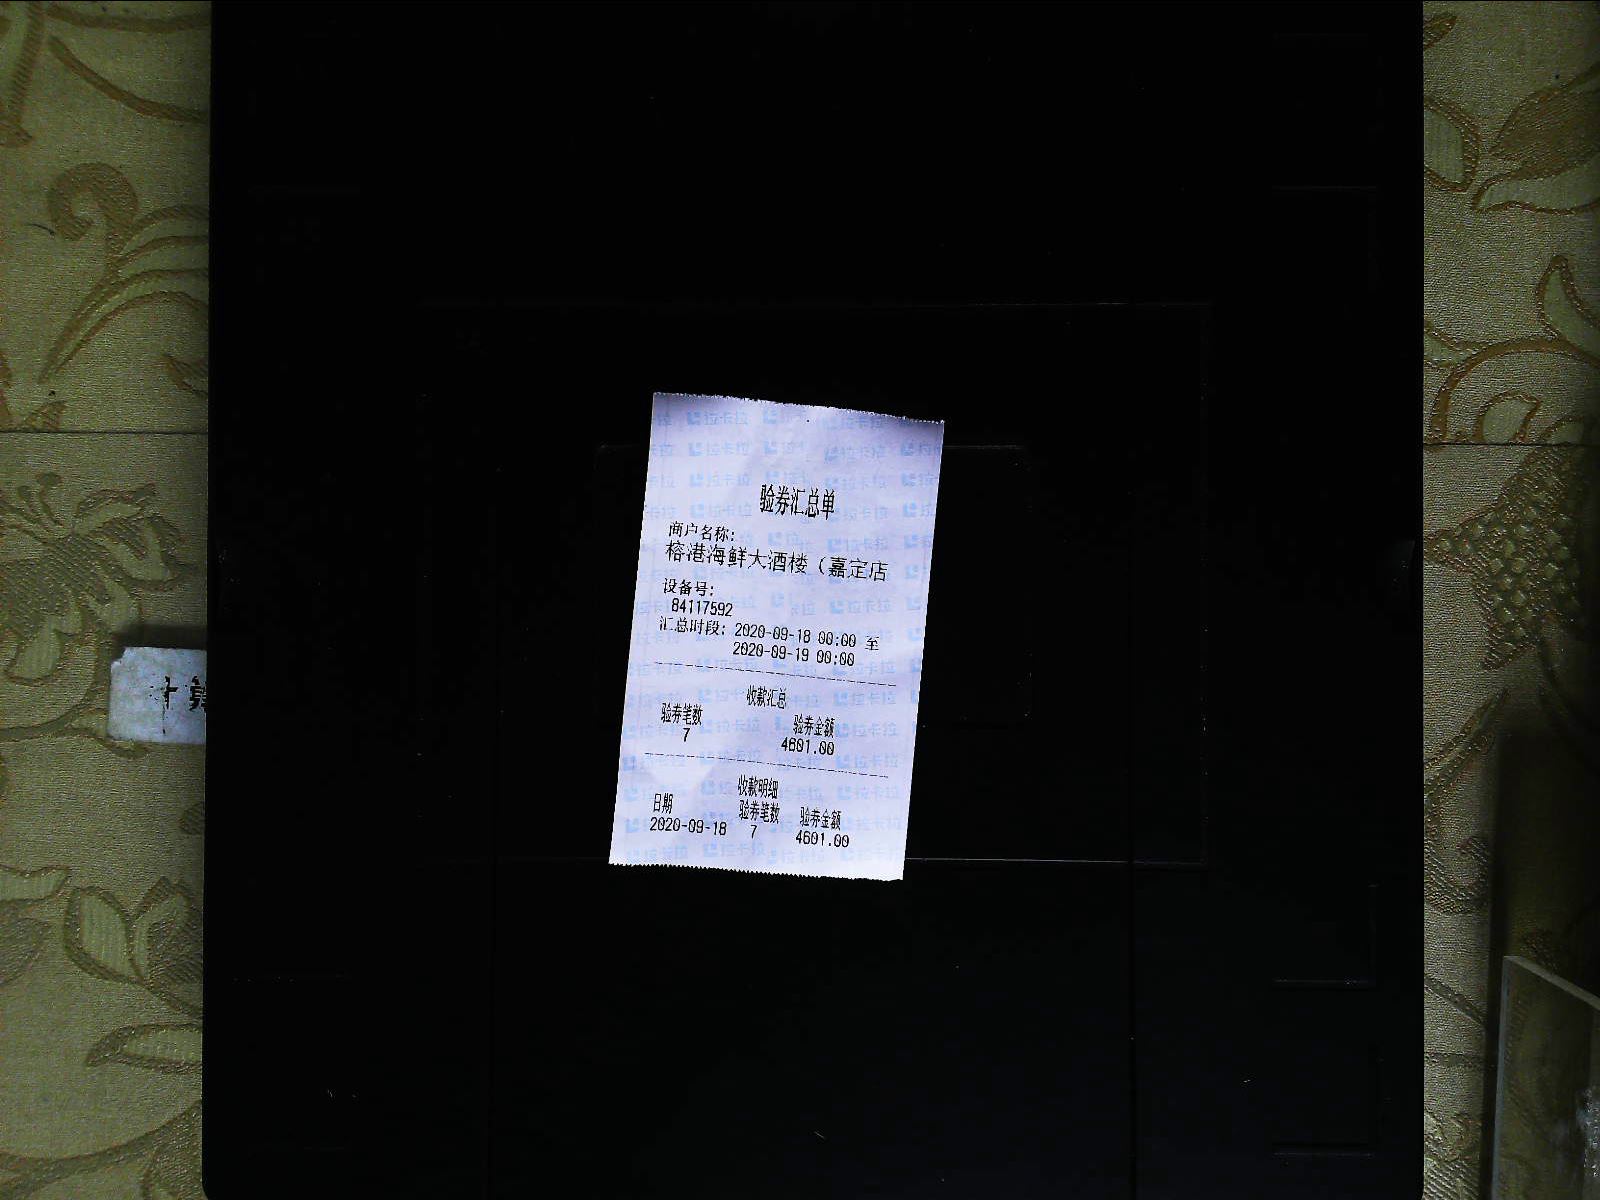 验券汇总单
商户名称:
榕港海鲜大酒楼（嘉定店
设备号:
84117592
汇总时段: 2020-09-18 00:00 至
2020-09-19 00:00
收款汇总
验券笔数 验券金额
7 4601.00
收款明细
日期 验券笔数 验券金额
2020-09-18 7 4601.00
拉卡拉